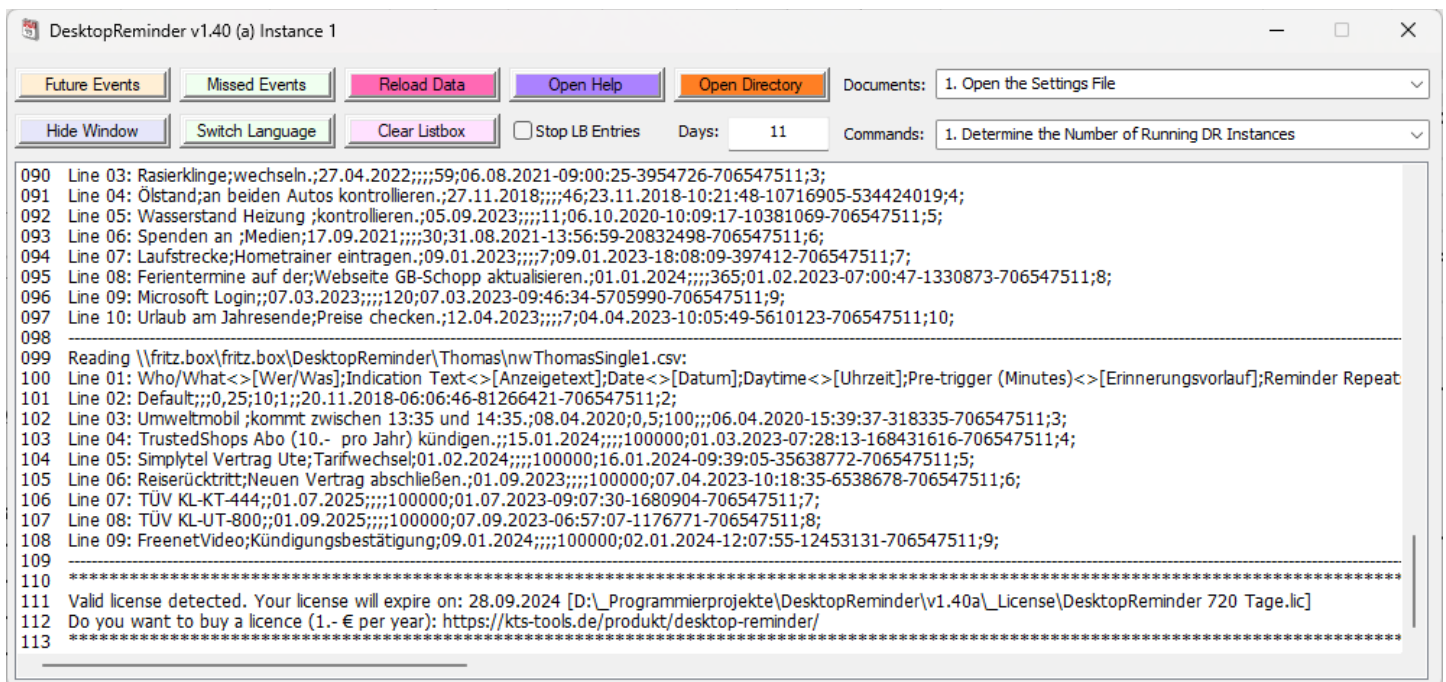 DesktopReminder v1.40 (a) Instance 1
Future Events Missed Events Reload Data Open Help Open Directory Documents: 1. Open the Settings File
Hide Window Switch Language Clear Listbox Stop LB Entries Days: 11 Commands: 1. Determine the Number of Running DR Instances
090 Line 03: Rasierklinge;wechseln.;27.04.2022;;;;59;06.08.2021-09:00:25-3954726-706547511;3;
091 Line 04: Ölstand;an beiden Autos kontrollieren.;27.11.2018;;;;46;23.11.2018-10:21:48-10716905-534424019;4;
092 Line 05: Wasserstand Heizung ;kontrollieren.;05.09.2023;;;;11;06.10.2020-10:09:17-10381069-706547511;5;
093 Line 06: Spenden an ;Medien;17.09.2021;;;;30;31.08.2021-13:56:59-20832498-706547511;6;
094 Line 07: Laufstrecke;Hometrainer eintragen.;09.01.2023;;;;7;09.01.2023-18:08:09-397412-706547511;7;
095 Line 08: Ferientermine auf der;Webseite GB-Schopp aktualisieren.;01.01.2024;;;;365;01.02.2023-07:00:47-1330873-706547511;8;
096 Line 09: Microsoft Login;;07.03.2023;;;;120;07.03.2023-09:46:34-5705990-706547511;9;
097 Line 10: Urlaub am Jahresende;Preise checken.;12.04.2023;;;;7;04.04.2023-10:05:49-5610123-706547511;10;
098 ----------------------------------------------------------------
099 Reading \\fritz.box\fritz.box\DesktopReminder\Thomas\nwThomasSingle1.csv:
100 Line 01: Who/What<>[Wer/Was];Indication Text<>[Anzeigetext];Date<>[Datum];Daytime<>[Uhrzeit];Pre-trigger (Minutes)<>[Erinnerungsvorlauf];Reminder Repeat
101 Line 02: Default;;;0,25;10;1;;20.11.2018-06:06:46-81266421-706547511;2;
102 Line 03: Umweltmobil ;kommt zwischen 13:35 und 14:35.;08.04.2020;0,5;100;;;06.04.2020-15:39:37-318335-706547511;3;
103 Line 04: TrustedShops Abo (10.- pro Jahr) kündigen.;;15.01.2024;;;;100000;01.03.2023-07:28:13-168431616-706547511;4;
104 Line 05: Simplytel Vertrag Ute;Tarifwechsel;01.02.2024;;;;100000;16.01.2024-09:39:05-35638772-706547511;5;
105 Line 06: Reiserücktritt;Neuen Vertrag abschließen.;01.09.2023;;;;100000;07.04.2023-10:18:35-6538678-706547511;6;
106 Line 07: TÜV KL-KT-444;;01.07.2025;;;;100000;01.07.2023-09:07:30-1680904-706547511;7;
107 Line 08: TÜV KL-UT-800;;01.09.2025;;;;100000;07.09.2023-06:57:07-1176771-706547511;8;
108 Line 09: FreenetVideo;Kündigungsbestätigung;09.01.2024;;;;100000;02.01.2024-12:07:55-12453131-706547511;9;
109 ----------------------------------------------------------------
110 ****************************************************************
111 Valid license detected. Your license will expire on: 28.09.2024 [D:\_Programmierprojekte\DesktopReminder\v1.40a\_License\DesktopReminder 720 Tage.lic]
112 Do you want to buy a licence (1.- € per year): https://kts-tools.de/produkt/desktop-reminder/
113 ****************************************************************